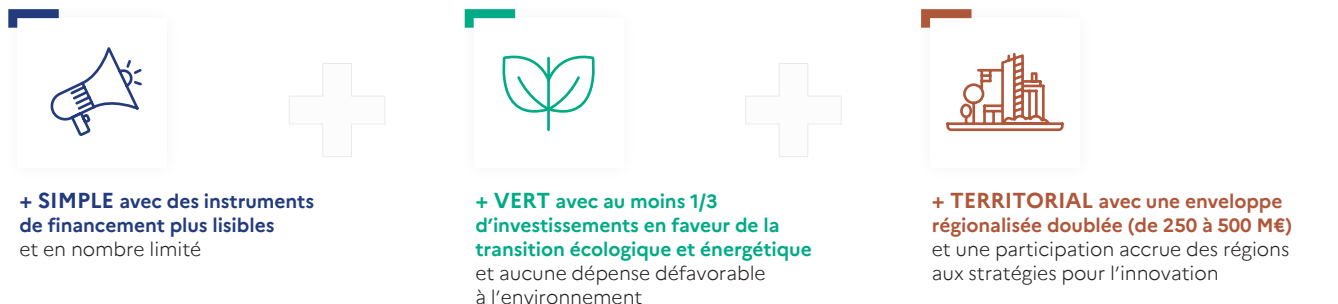 + SIMPLE avec des instruments
de financement plus lisibles
et en nombre limité
+ VERT avec au moins 1/3
d’investissements en faveur de la
transition écologique et énergétique
et aucune dépense défavorable
à l’environnement
+ TERRITORIAL avec une enveloppe
régionalisée doublée (de 250 à 500 M€)
et une participation accrue des régions
aux stratégies pour l’innovation